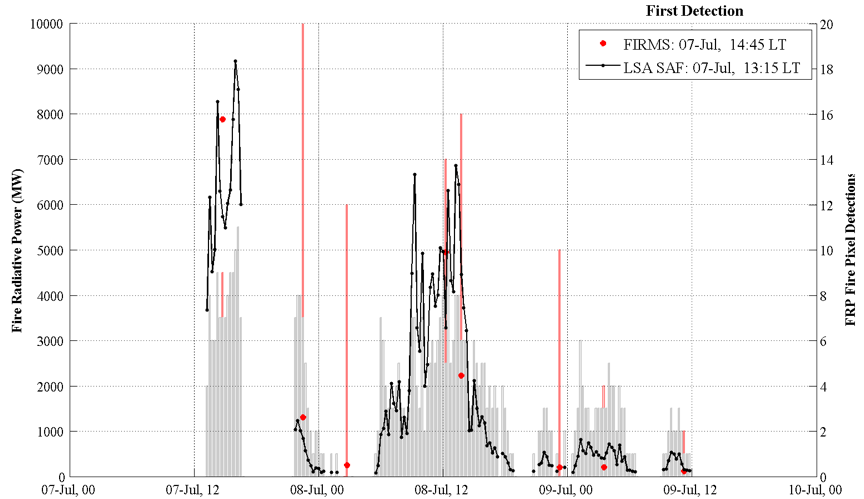 First Detection
FIRMS: 07-Jul, 14:45 LT
LSA SAF: 07-Jul, 13:15 LT
Fire Radiative Power (MW)
10000
9000
8000
7000
6000
5000
4000
3000
2000
1000
0
20
18
16
14
12
10
8
6
4
2
0
FRP Fire Pixel Detections
07-Jul, 00
07-Jul, 12
08-Jul, 00
08-Jul, 12
09-Jul, 00
09-Jul, 12
10-Jul, 00